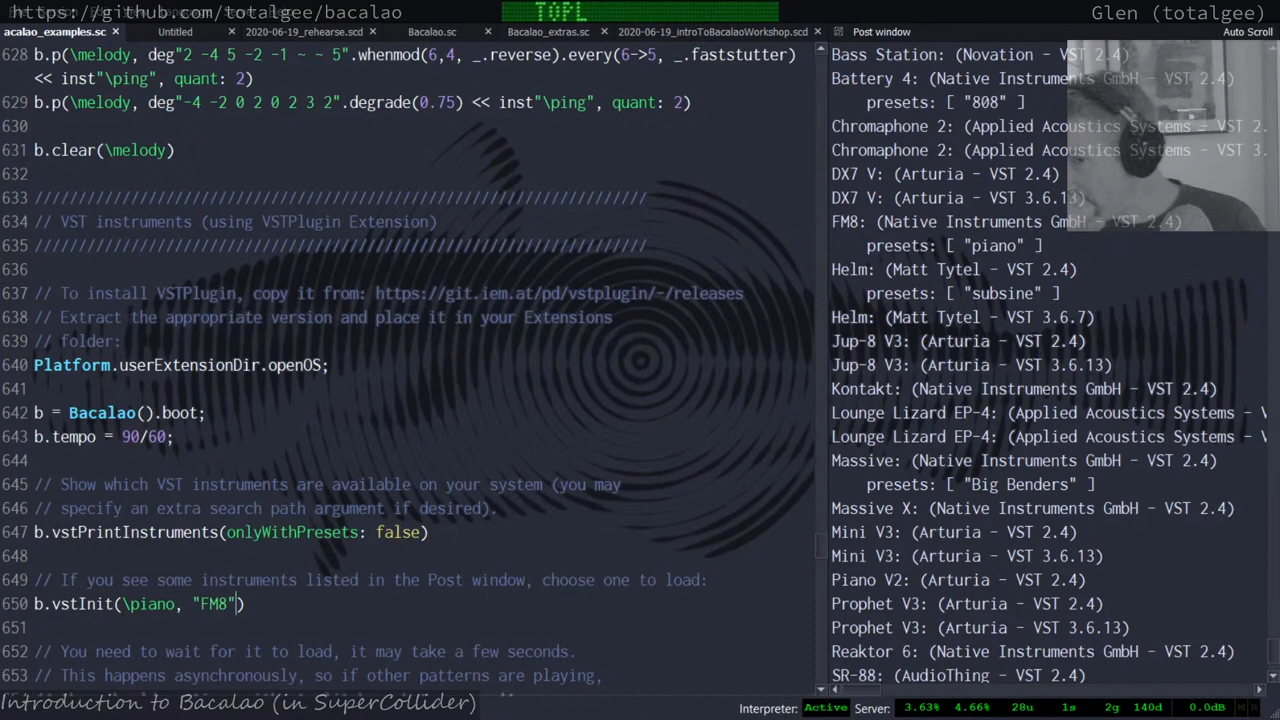 https://github.com/totalgee/bacalao
TOPL
Glen (totalgee)
acalao_examples.sc
Untitled
2020-06-19_rehearse.scd
Bacalao.sc
Bacalao_extras.sc
2020-06-19_introToBacalaoWorkshop.scd
Post window
Auto Scroll
628 b.p(\melody, deg"2 -4 5 -2 -1 ~ ~ 5".whenmod(6,4, _.reverse).every(6->5, _.faststutter)
<< inst"\ping", quant: 2)
629 b.p(\melody, deg"-4 -2 0 2 0 2 3 2".degrade(0.75) << inst"\ping", quant: 2)
630
631 b.clear(\melody)
632
633 //////////////////////////////////////////////////////////////////////
634 // VST instruments (using VSTPlugin Extension)
635 //////////////////////////////////////////////////////////////////////
636
637 // To install VSTPlugin, copy it from: https://git.iem.at/pd/vstplugin/-/releases
638 // Extract the appropriate version and place it in your Extensions
639 // folder:
640 Platform.userExtensionDir.openOS;
641
642 b = Bacalao().boot;
643 b.tempo = 90/60;
644
645 // Show which VST instruments are available on your system (you may
646 // specify an extra search path argument if desired).
647 b.vstPrintInstruments(onlyWithPresets: false)
648
649 // If you see some instruments listed in the Post window, choose one to load:
650 b.vstInit(\piano, "FM8")
651
652 // You need to wait for it to load, it may take a few seconds.
653 // This happens asynchronously, so if other patterns are playing,
Bass Station: (Novation - VST 2.4)
Battery 4: (Native Instruments GmbH - VST 2.4)
presets: [ "808" ]
Chromaphone 2: (Applied Acoustics Systems - VST 2.
Chromaphone 2: (Applied Acoustics Systems - VST 3.
DX7 V: (Arturia - VST 2.4)
DX7 V: (Arturia - VST 3.6.13)
FM8: (Native Instruments GmbH - VST 2.4)
presets: [ "piano" ]
Helm: (Matt Tytel - VST 2.4)
presets: [ "subsine" ]
Helm: (Matt Tytel - VST 3.6.7)
Jup-8 V3: (Arturia - VST 2.4)
Jup-8 V3: (Arturia - VST 3.6.13)
Kontakt: (Native Instruments GmbH - VST 2.4)
Lounge Lizard EP-4: (Applied Acoustics Systems - V
Lounge Lizard EP-4: (Applied Acoustics Systems - V
Massive: (Native Instruments GmbH - VST 2.4)
presets: [ "Big Benders" ]
Massive X: (Native Instruments GmbH - VST 2.4)
Mini V3: (Arturia - VST 2.4)
Mini V3: (Arturia - VST 3.6.13)
Piano V2: (Arturia - VST 2.4)
Prophet V3: (Arturia - VST 2.4)
Prophet V3: (Arturia - VST 3.6.13)
Reaktor 6: (Native Instruments GmbH - VST 2.4)
SR-88: (AudioThing - VST 2.4)
Introduction to Bacalao (in SuperCollider)
Interpreter: Active Server: 3.63% 4.66% 28u 1s 2g 140d 0.0dB M R